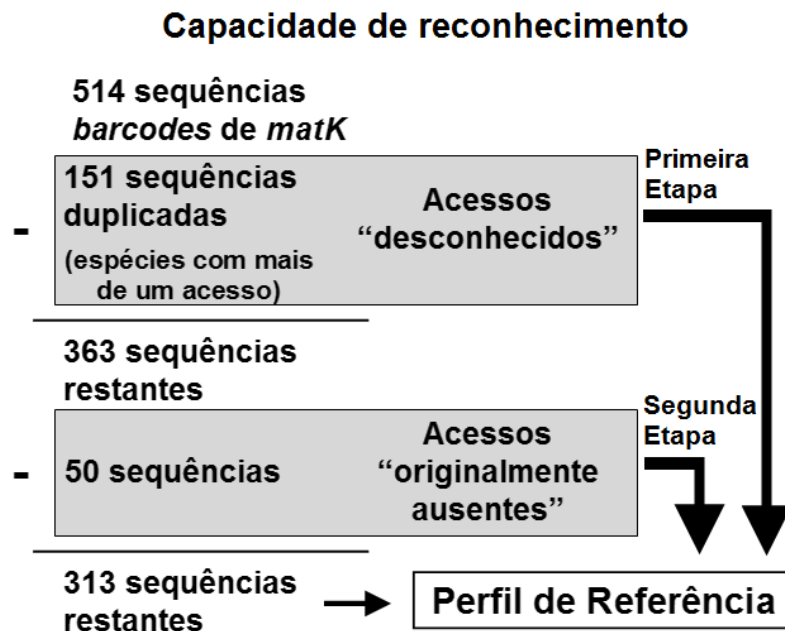 Capacidade de reconhecimento
514 sequências
barcodes de matK
151 sequências
duplicadas
(espécies com mais
de um acesso)
Acessos
“desconhecidos”
Primeira
Etapa
-
363 sequências
restantes
50 sequências
Acessos
“originalmente
ausentes”
Segunda
Etapa
-
313 sequências
restantes
Perfil de Referência